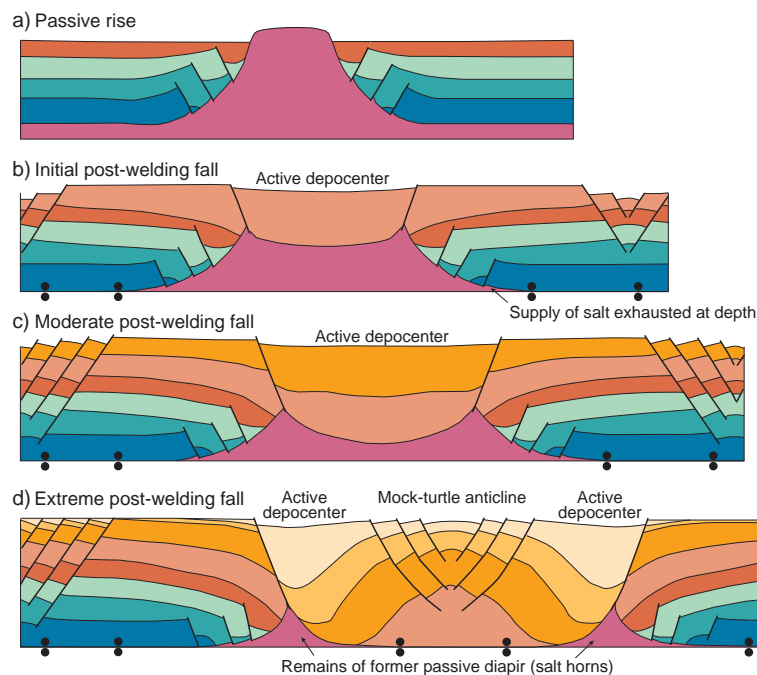 a) Passive rise
b) Initial post-welding fall
Active depocenter
Supply of salt exhausted at depth
c) Moderate post-welding fall
Active depocenter
d) Extreme post-welding fall
Active
depocenter
Mock-turtle anticline
Active
depocenter
Remains of former passive diapir (salt horns)